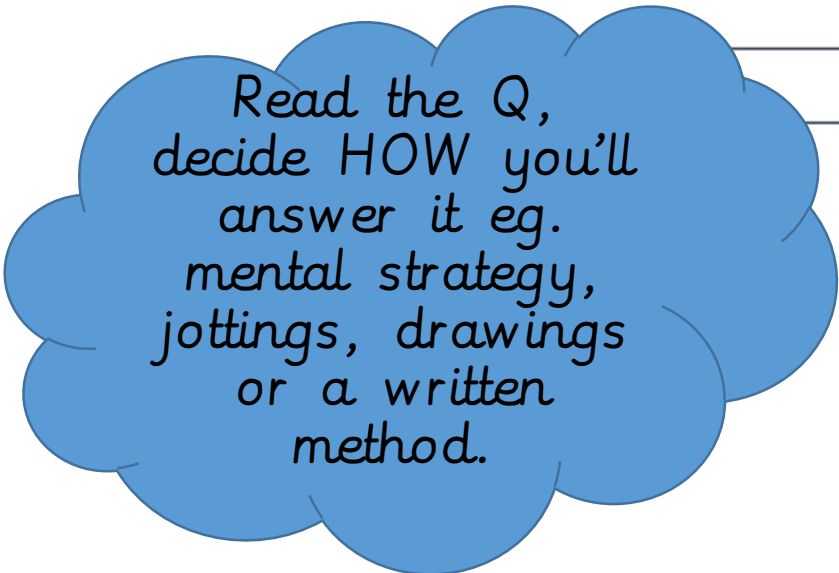 Read the Q,
decide HOW you'll
answer it eg.
mental strategy,
jottings, drawings
or a written
method.